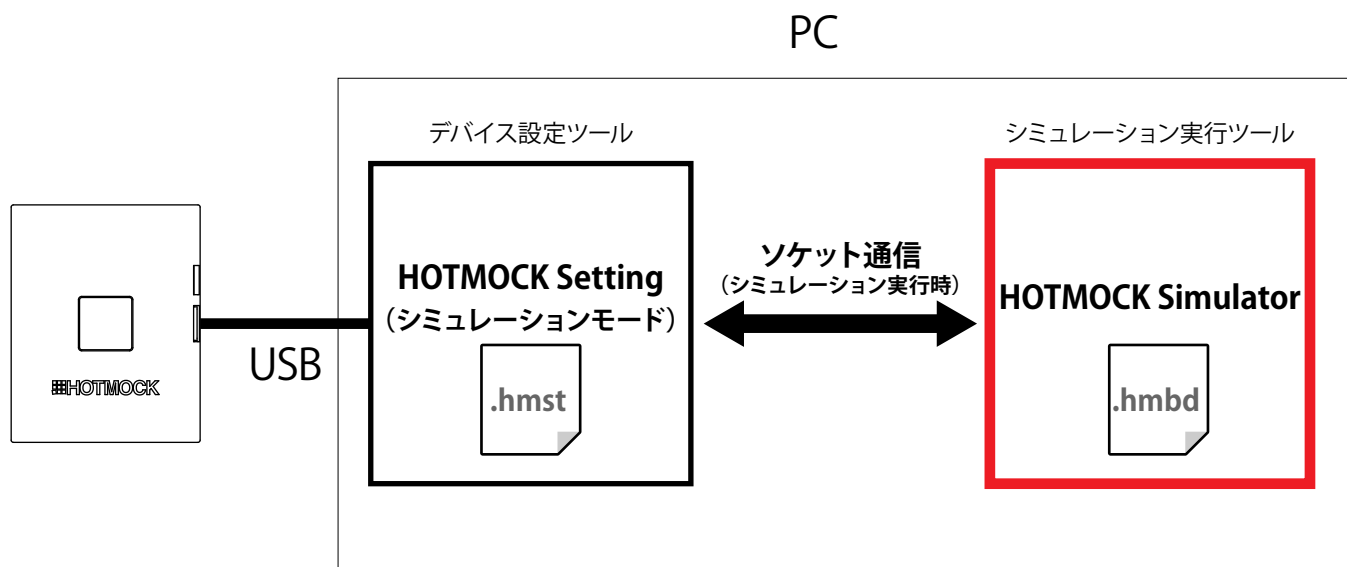 PC
デバイス設定ツール
シミュレーション実行ツール
HOTMOCK Setting
（シミュレーションモード）
.hmst
ソケット通信
（シミュレーション実行時）
HOTMOCK Simulator
.hmbd
USB
HOTMOCK